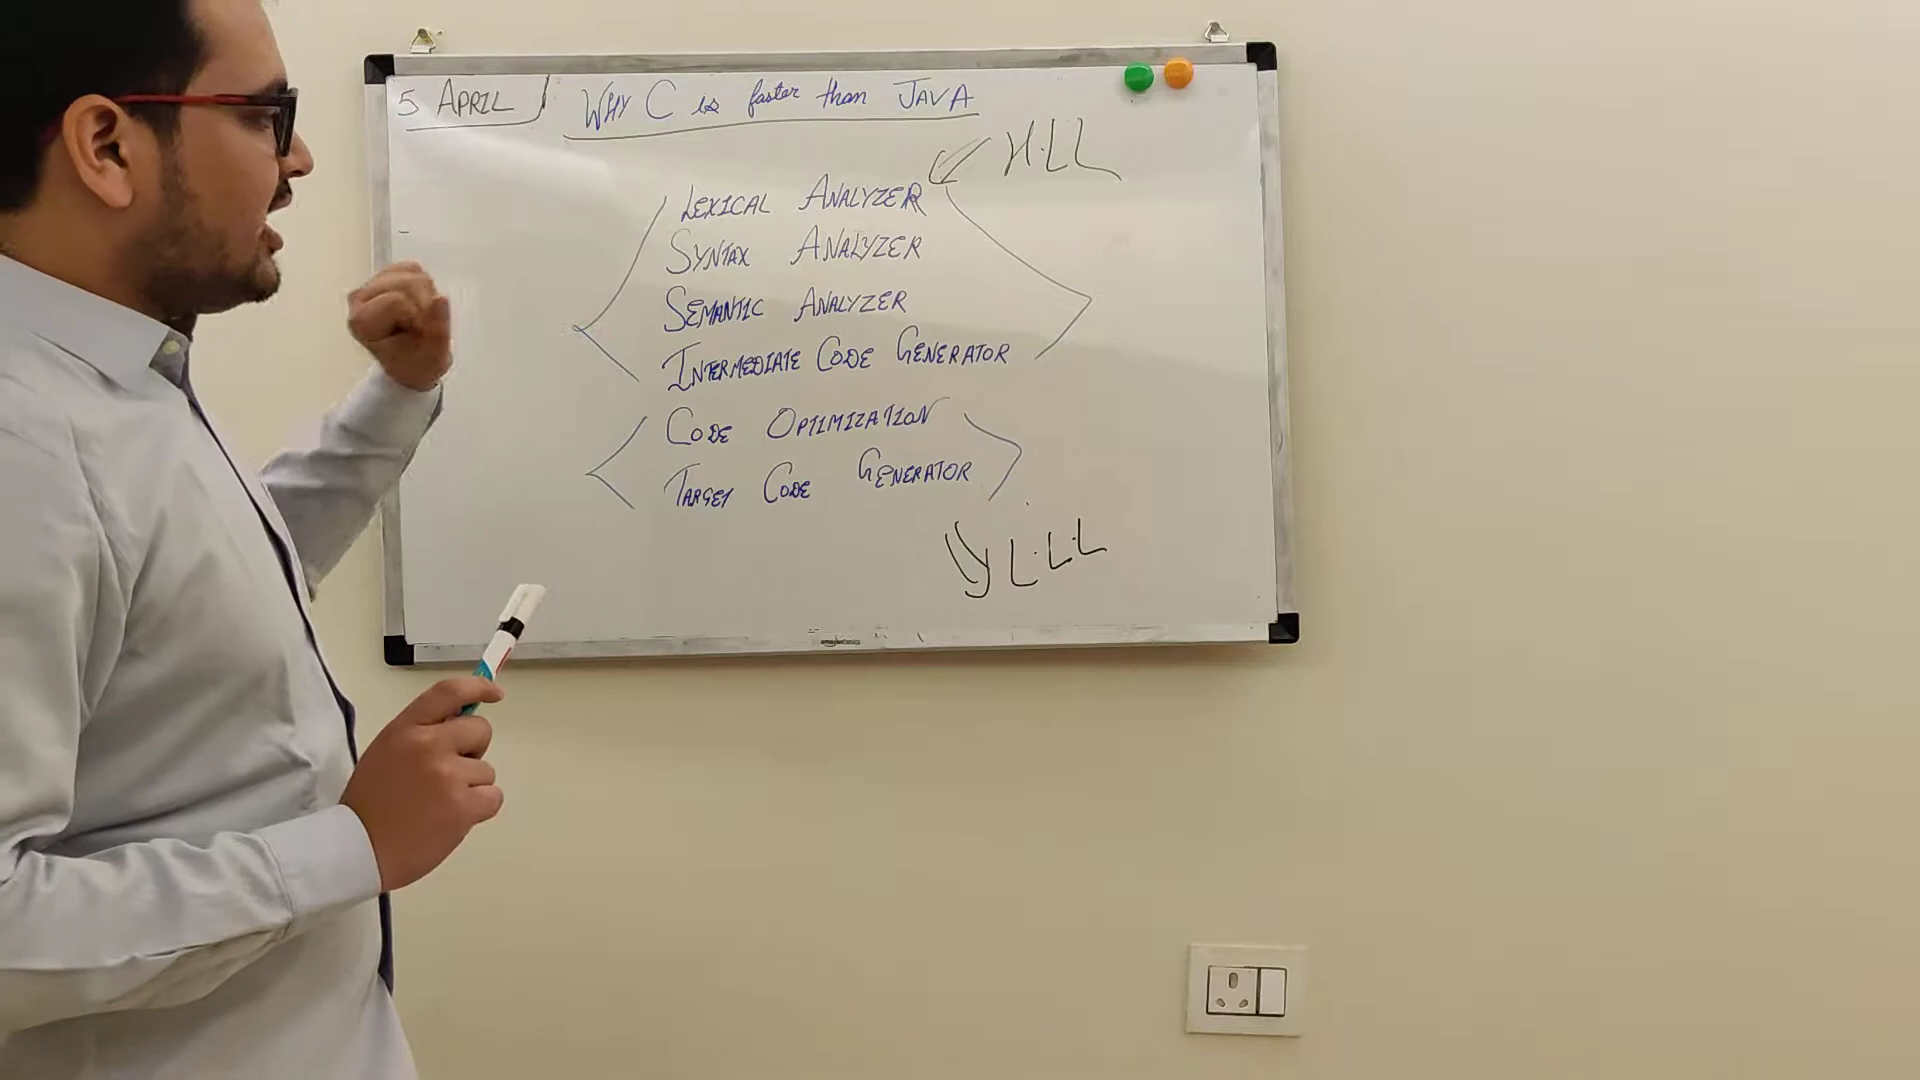 5 APRIL WHY C is faster than JAVA
H.LL
LEXICAL ANALYZER
SYNTAX ANALYZER
SEMANTIC ANALYZER
INTERMEDIATE CODE GENERATOR
CODE OPTIMIZATION
TARGET CODE GENERATOR
L.L.L